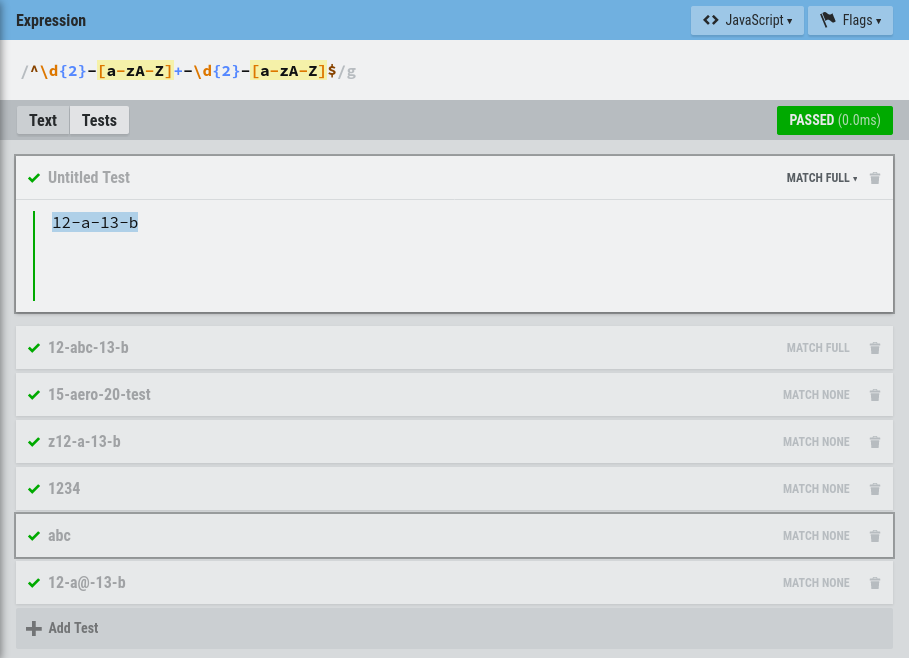 Expression
JavaScript
Flags
/^\d{2}-[a-zA-Z]+-\d{2}-[a-zA-Z]$/g
Text
Tests
PASSED (0.0ms)
Untitled Test
MATCH FULL
12-a-13-b
12-abc-13-b
MATCH FULL
15-aero-20-test
MATCH NONE
z12-a-13-b
MATCH NONE
1234
MATCH NONE
abc
MATCH NONE
12-a@-13-b
MATCH NONE
Add Test